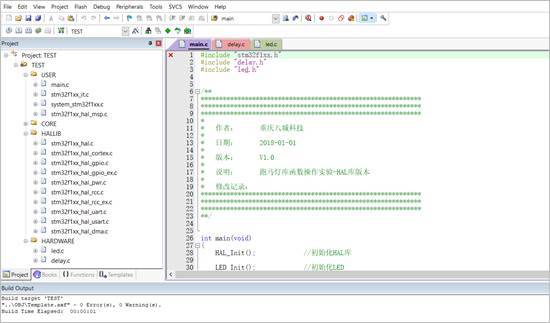 File Edit View Project Flash Debug Peripherals Tools SVCS Window Help
main
TEST
Project
Project: TEST
TEST
USER
main.c
stm32f1xx_it.c
system_stm32f1xx.c
stm32f1xx_hal_msp.c
CORE
HALLIB
stm32f1xx_hal.c
stm32f1xx_hal_cortex.c
stm32f1xx_hal_gpio.c
stm32f1xx_hal_gpio_ex.c
stm32f1xx_hal_pwr.c
stm32f1xx_hal_rcc.c
stm32f1xx_hal_rcc_ex.c
stm32f1xx_hal_uart.c
stm32f1xx_hal_usart.c
stm32f1xx_hal_dma.c
HARDWARE
led.c
delay.c
Project Books Functions Templates
main.c delay.c led.c
1 #include "stm32f1xx.h"
2 #include "delay.h"
3 #include "led.h"
4
5
6 /**
7 *************************************************************
8 *************************************************************
9 *************************************************************
10 *
11 * 作者: 重庆八城科技
12 *
13 * 日期: 2018-01-01
14 *
15 * 版本: V1.0
16 *
17 * 说明: 跑马灯库函数操作实验-HAL库版本
18 *
19 * 修改记录:
20 *************************************************************
21 *************************************************************
22 *************************************************************
23 **/
24
25
26 int main(void)
27 {
28 HAL_Init(); //初始化HAL库
29
30 LED_Init(); //初始化LED
Build Output
Build target 'TEST'
"..\OBJ\Template.axf" - 0 Error(s), 0 Warning(s).
Build Time Elapsed: 00:00:01